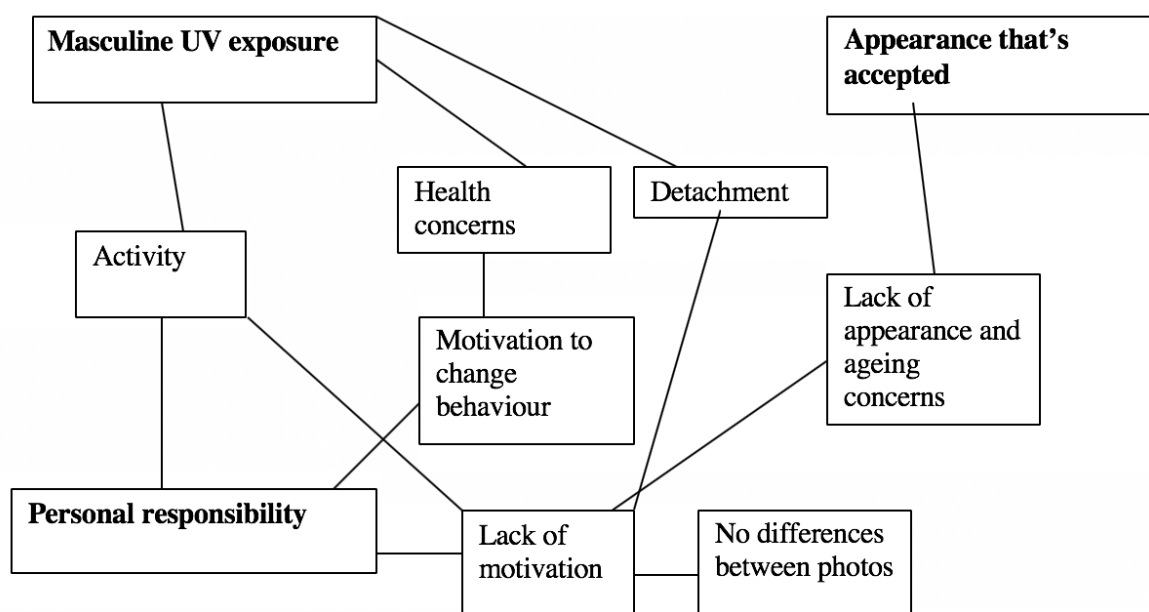 Masculine UV exposure
Appearance that’s
accepted
Health
concerns
Detachment
Activity
Lack of
appearance and
ageing
concerns
Motivation to
change
behaviour
Personal responsibility
Lack of
motivation
No differences
between photos